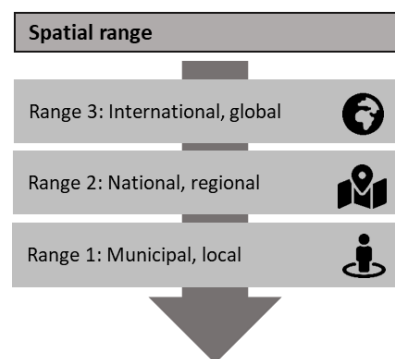 Spatial range
Range 3: International, global
Range 2: National, regional
Range 1: Municipal, local